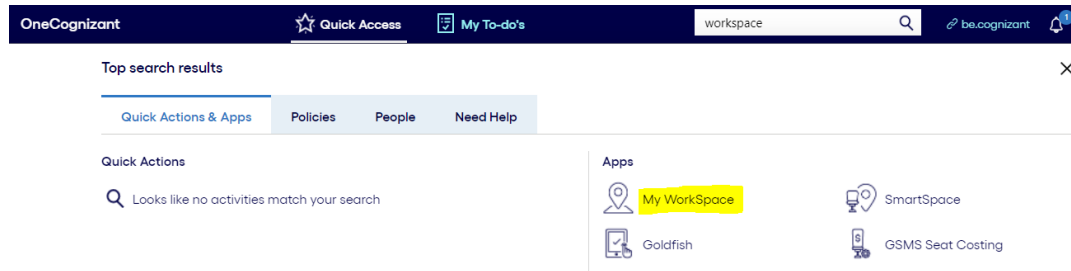 OneCognizant Quick Access My To-do's workspace be.cognizant 1
Top search results
Quick Actions & Apps Policies People Need Help
Quick Actions Apps
Looks like no activities match your search My WorkSpace SmartSpace
Goldfish GSMS Seat Costing